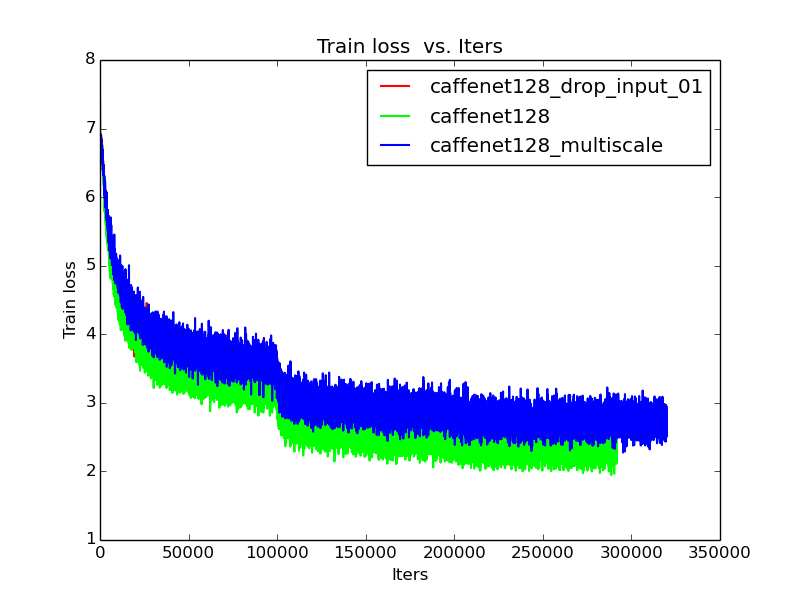 Train loss  vs. Iters
8
7
6
5
4
3
2
1
Train loss
caffenet128_drop_input_01
caffenet128
caffenet128_multiscale
0 50000 100000 150000 200000 250000 300000 350000
Iters